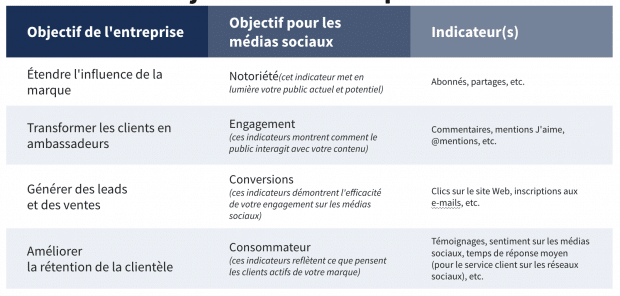 Objectif de l'entreprise
Objectif pour les
médias sociaux
Indicateur(s)
Étendre l'influence de la
marque
Notoriété(cet indicateur met en
lumière votre public actuel et potentiel)
Abonnés, partages, etc.
Transformer les clients en
ambassadeurs
Engagement
(ces indicateurs montrent comment le
public interagit avec votre contenu)
Commentaires, mentions J'aime,
@mentions, etc.
Générer des leads
et des ventes
Conversions
(ces indicateurs démontrent l'efficacité
de votre engagement sur les médias
sociaux)
Clics sur le site Web, inscriptions aux
e-mails, etc.
Améliorer
la rétention de la clientèle
Consommateur
(ces indicateurs reflètent ce que pensent
les clients actifs de votre marque)
Témoignages, sentiment sur les médias
sociaux, temps de réponse moyen
(pour le service client sur les réseaux
sociaux), etc.